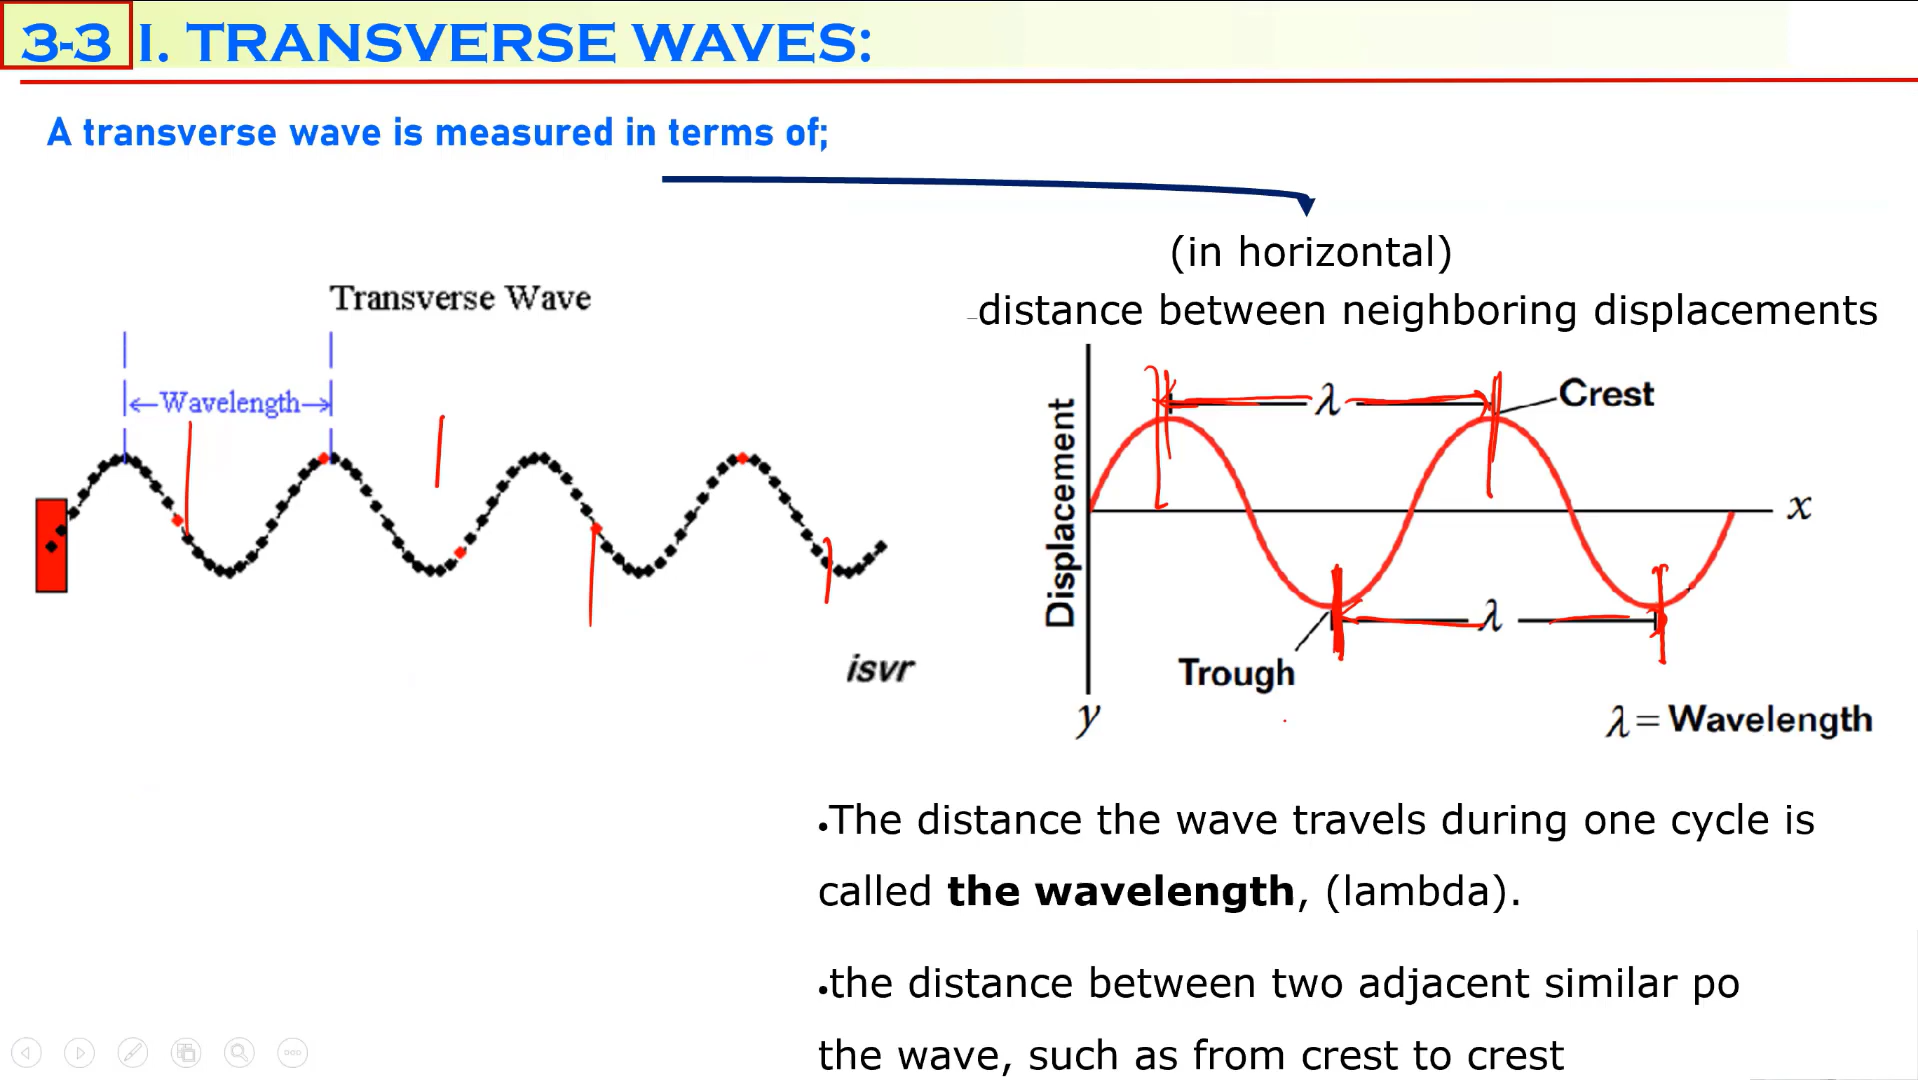 3-3 I. TRANSVERSE WAVES:
A transverse wave is measured in terms of;
(in horizontal)
–distance between neighboring displacements
Transverse Wave
Wavelength
isvr
λ
Crest
Displacement
x
λ
Trough
y
λ = Wavelength
•The distance the wave travels during one cycle is
called the wavelength, (lambda).
•the distance between two adjacent similar po
the wave, such as from crest to crest